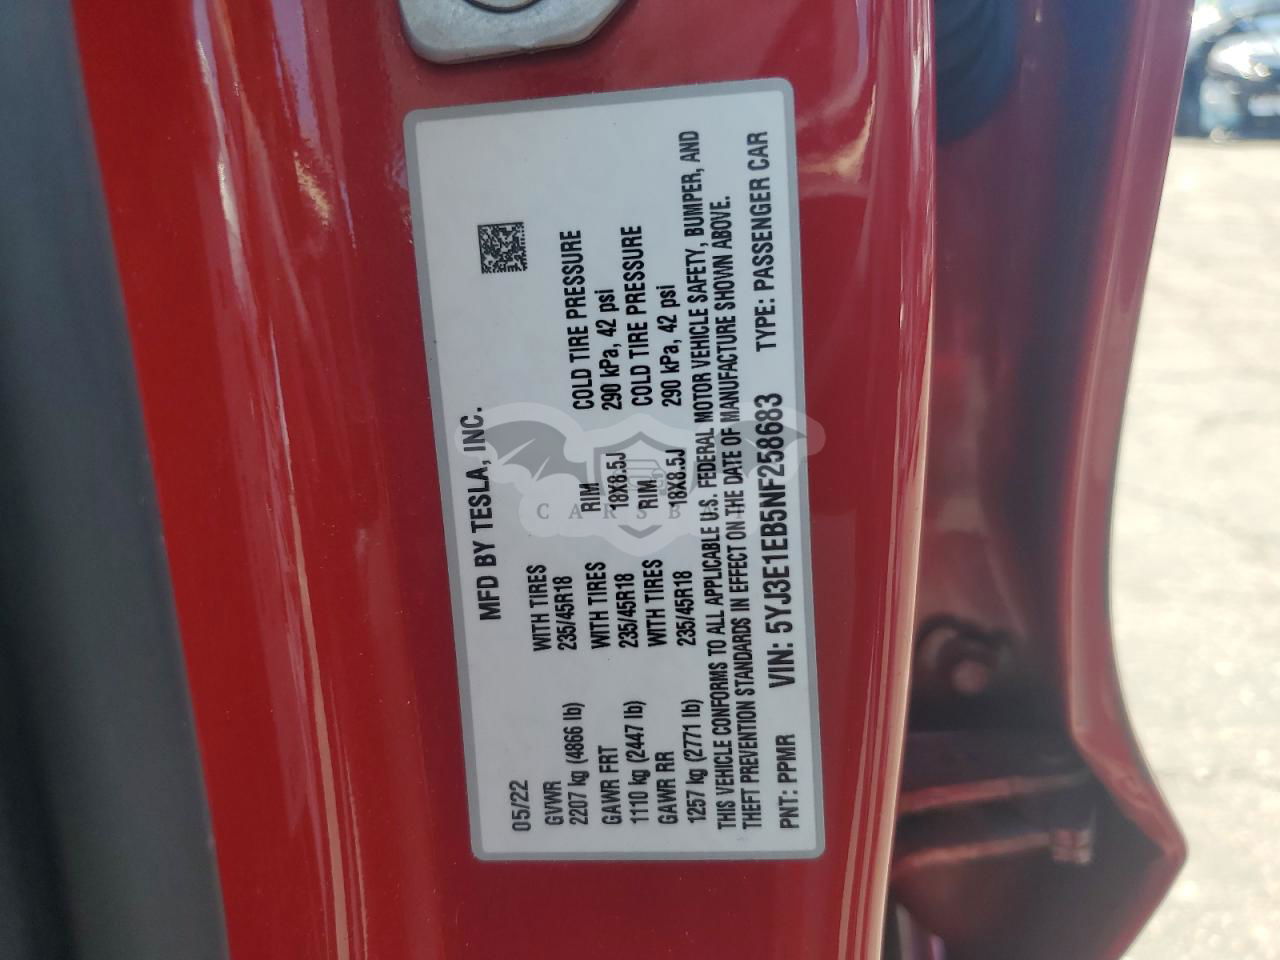 MFD BY TESLA, INC.
05/22
GVWR WITH TIRES RIM COLD TIRE PRESSURE
2207 kg (4866 lb) 235/45R18 18X8.5J 290 kPa, 42 psi
GAWR FRT WITH TIRES RIM COLD TIRE PRESSURE
1110 kg (2447 lb) 235/45R18 18X8.5J 290 kPa, 42 psi
GAWR RR WITH TIRES
1257 kg (2771 lb) 235/45R18
THIS VEHICLE CONFORMS TO ALL APPLICABLE U.S. FEDERAL MOTOR VEHICLE SAFETY, BUMPER, AND
THEFT PREVENTION STANDARDS IN EFFECT ON THE DATE OF MANUFACTURE SHOWN ABOVE.
PNT: PPMR VIN: 5YJ3E1EB5NF258683 TYPE: PASSENGER CAR